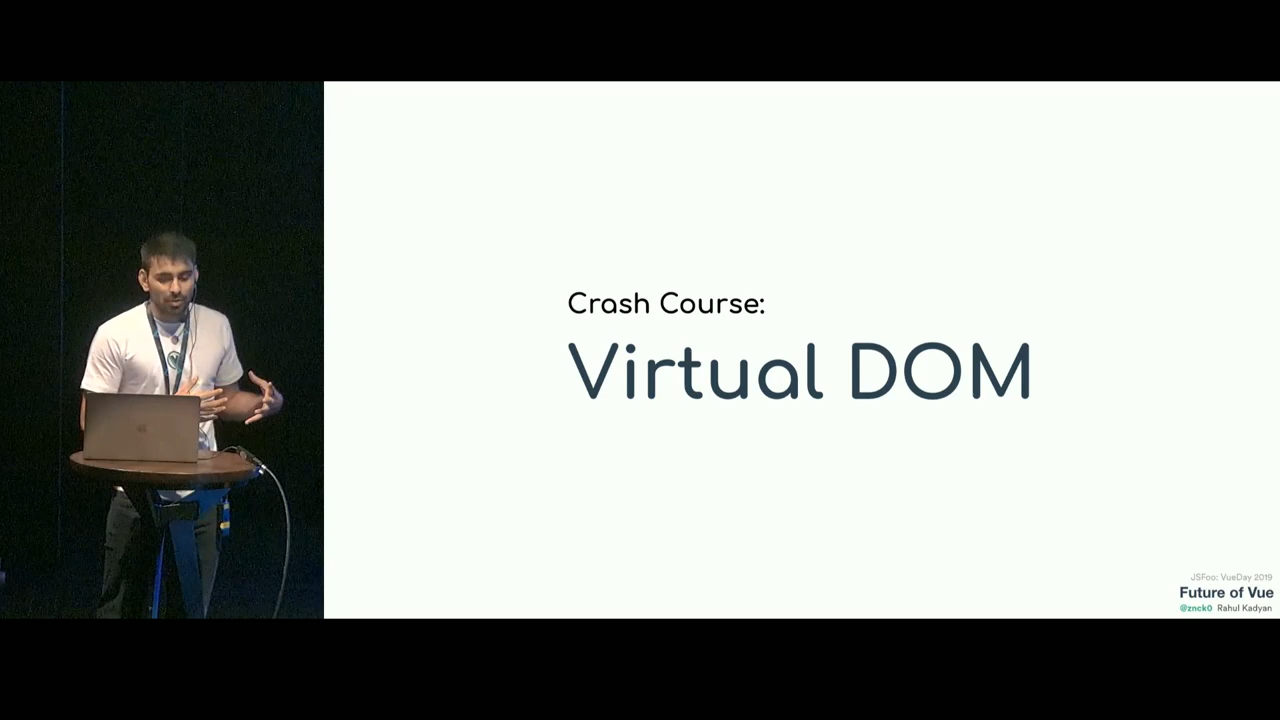 Crash Course:
Virtual DOM
JSFoo: VueDay 2019
Future of Vue
@znck0 Rahul Kadyan